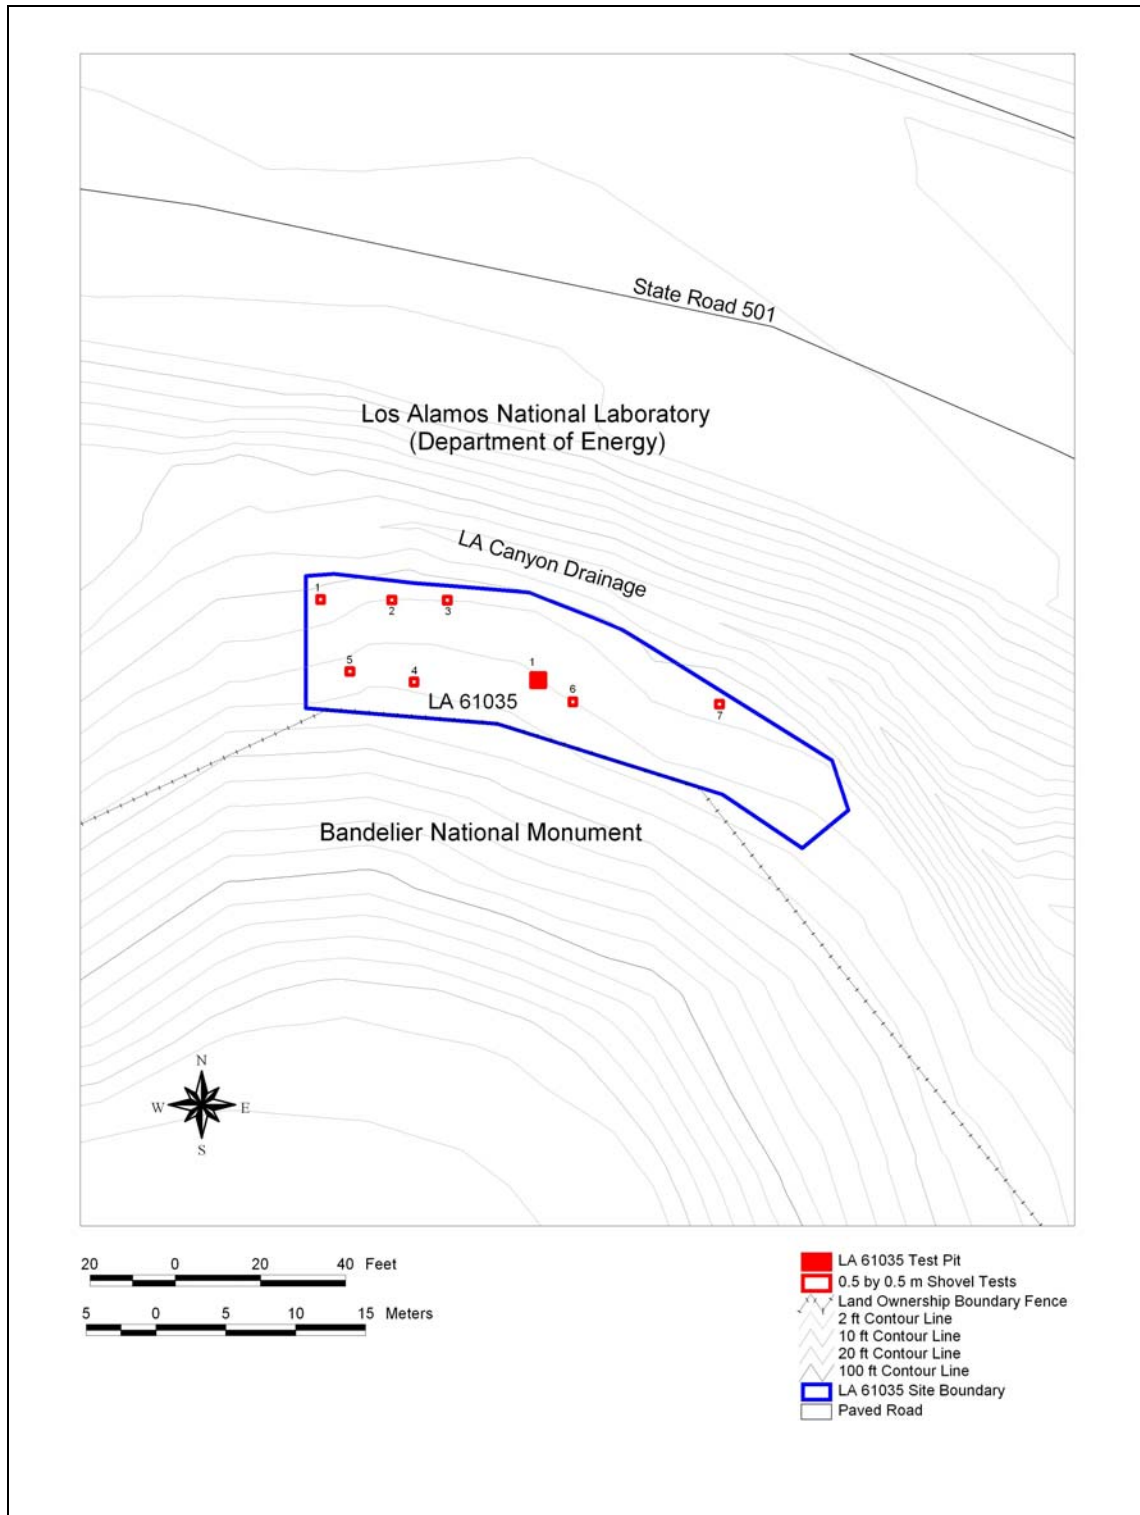 State Road 501
Los Alamos National Laboratory
(Department of Energy)
LA Canyon Drainage
1
2
3
5
4
1
6
7
LA 61035
Bandelier National Monument
N
W
E
S
20 0 20 40 Feet
5 0 5 10 15 Meters
LA 61035 Test Pit
0.5 by 0.5 m Shovel Tests
Land Ownership Boundary Fence
2 ft Contour Line
10 ft Contour Line
20 ft Contour Line
100 ft Contour Line
LA 61035 Site Boundary
Paved Road